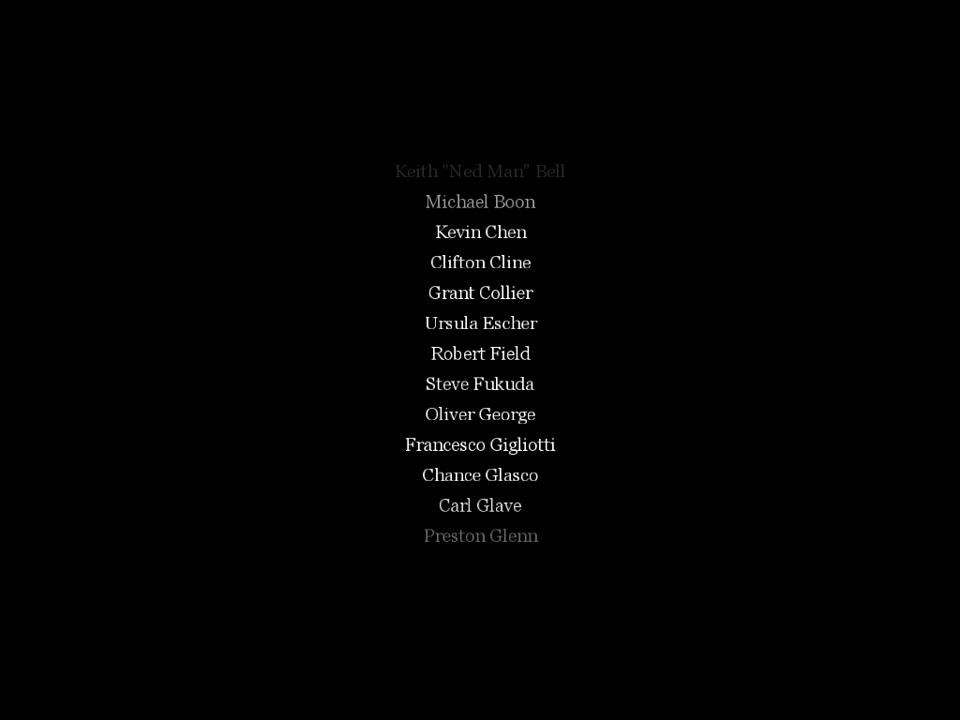 Keith "Ned Man" Bell
Michael Boon
Kevin Chen
Clifton Cline
Grant Collier
Ursula Escher
Robert Field
Steve Fukuda
Oliver George
Francesco Gigliotti
Chance Glasco
Carl Glave
Preston Glenn